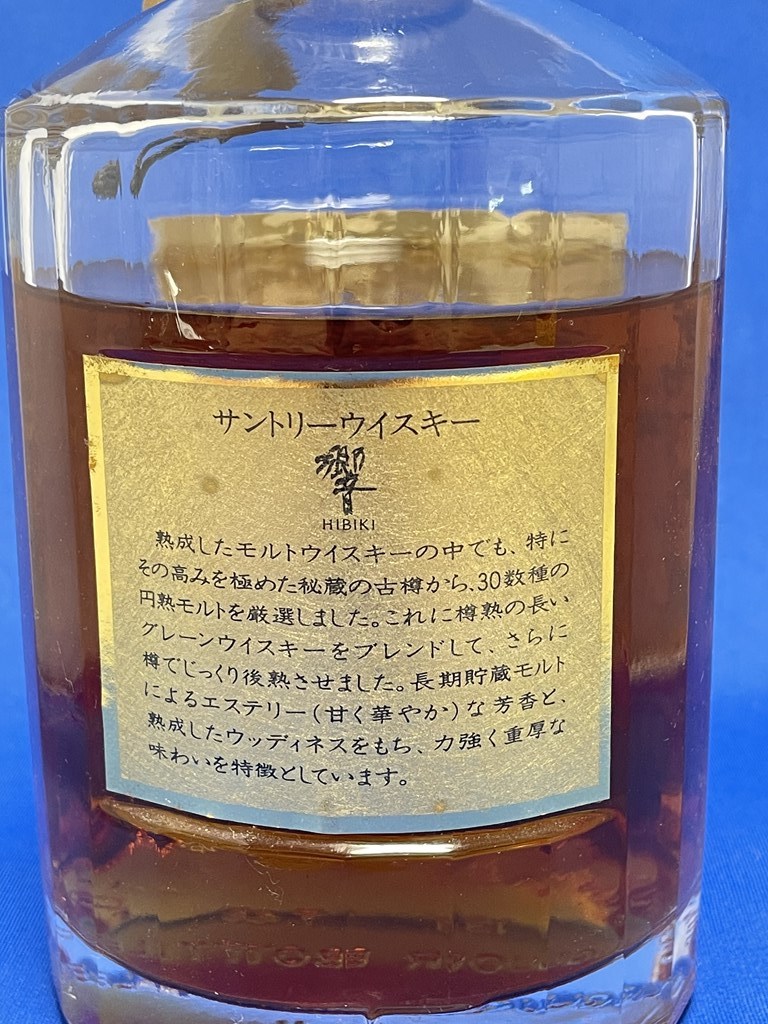 サントリーウイスキー
響
HIBIKI
熟成したモルトウイスキーの中でも、特に
その高みを極めた秘蔵の古樽から、30数種の
円熟モルトを厳選しました。これに樽熟の長い
グレーンウイスキーをブレンドして、さらに
樽でじっくり後熟させました。長期貯蔵モルト
によるエステリー(甘く華やか)な芳香と、
熟成したウッディネスをもち、力強く重厚な
味わいを特徴としています。